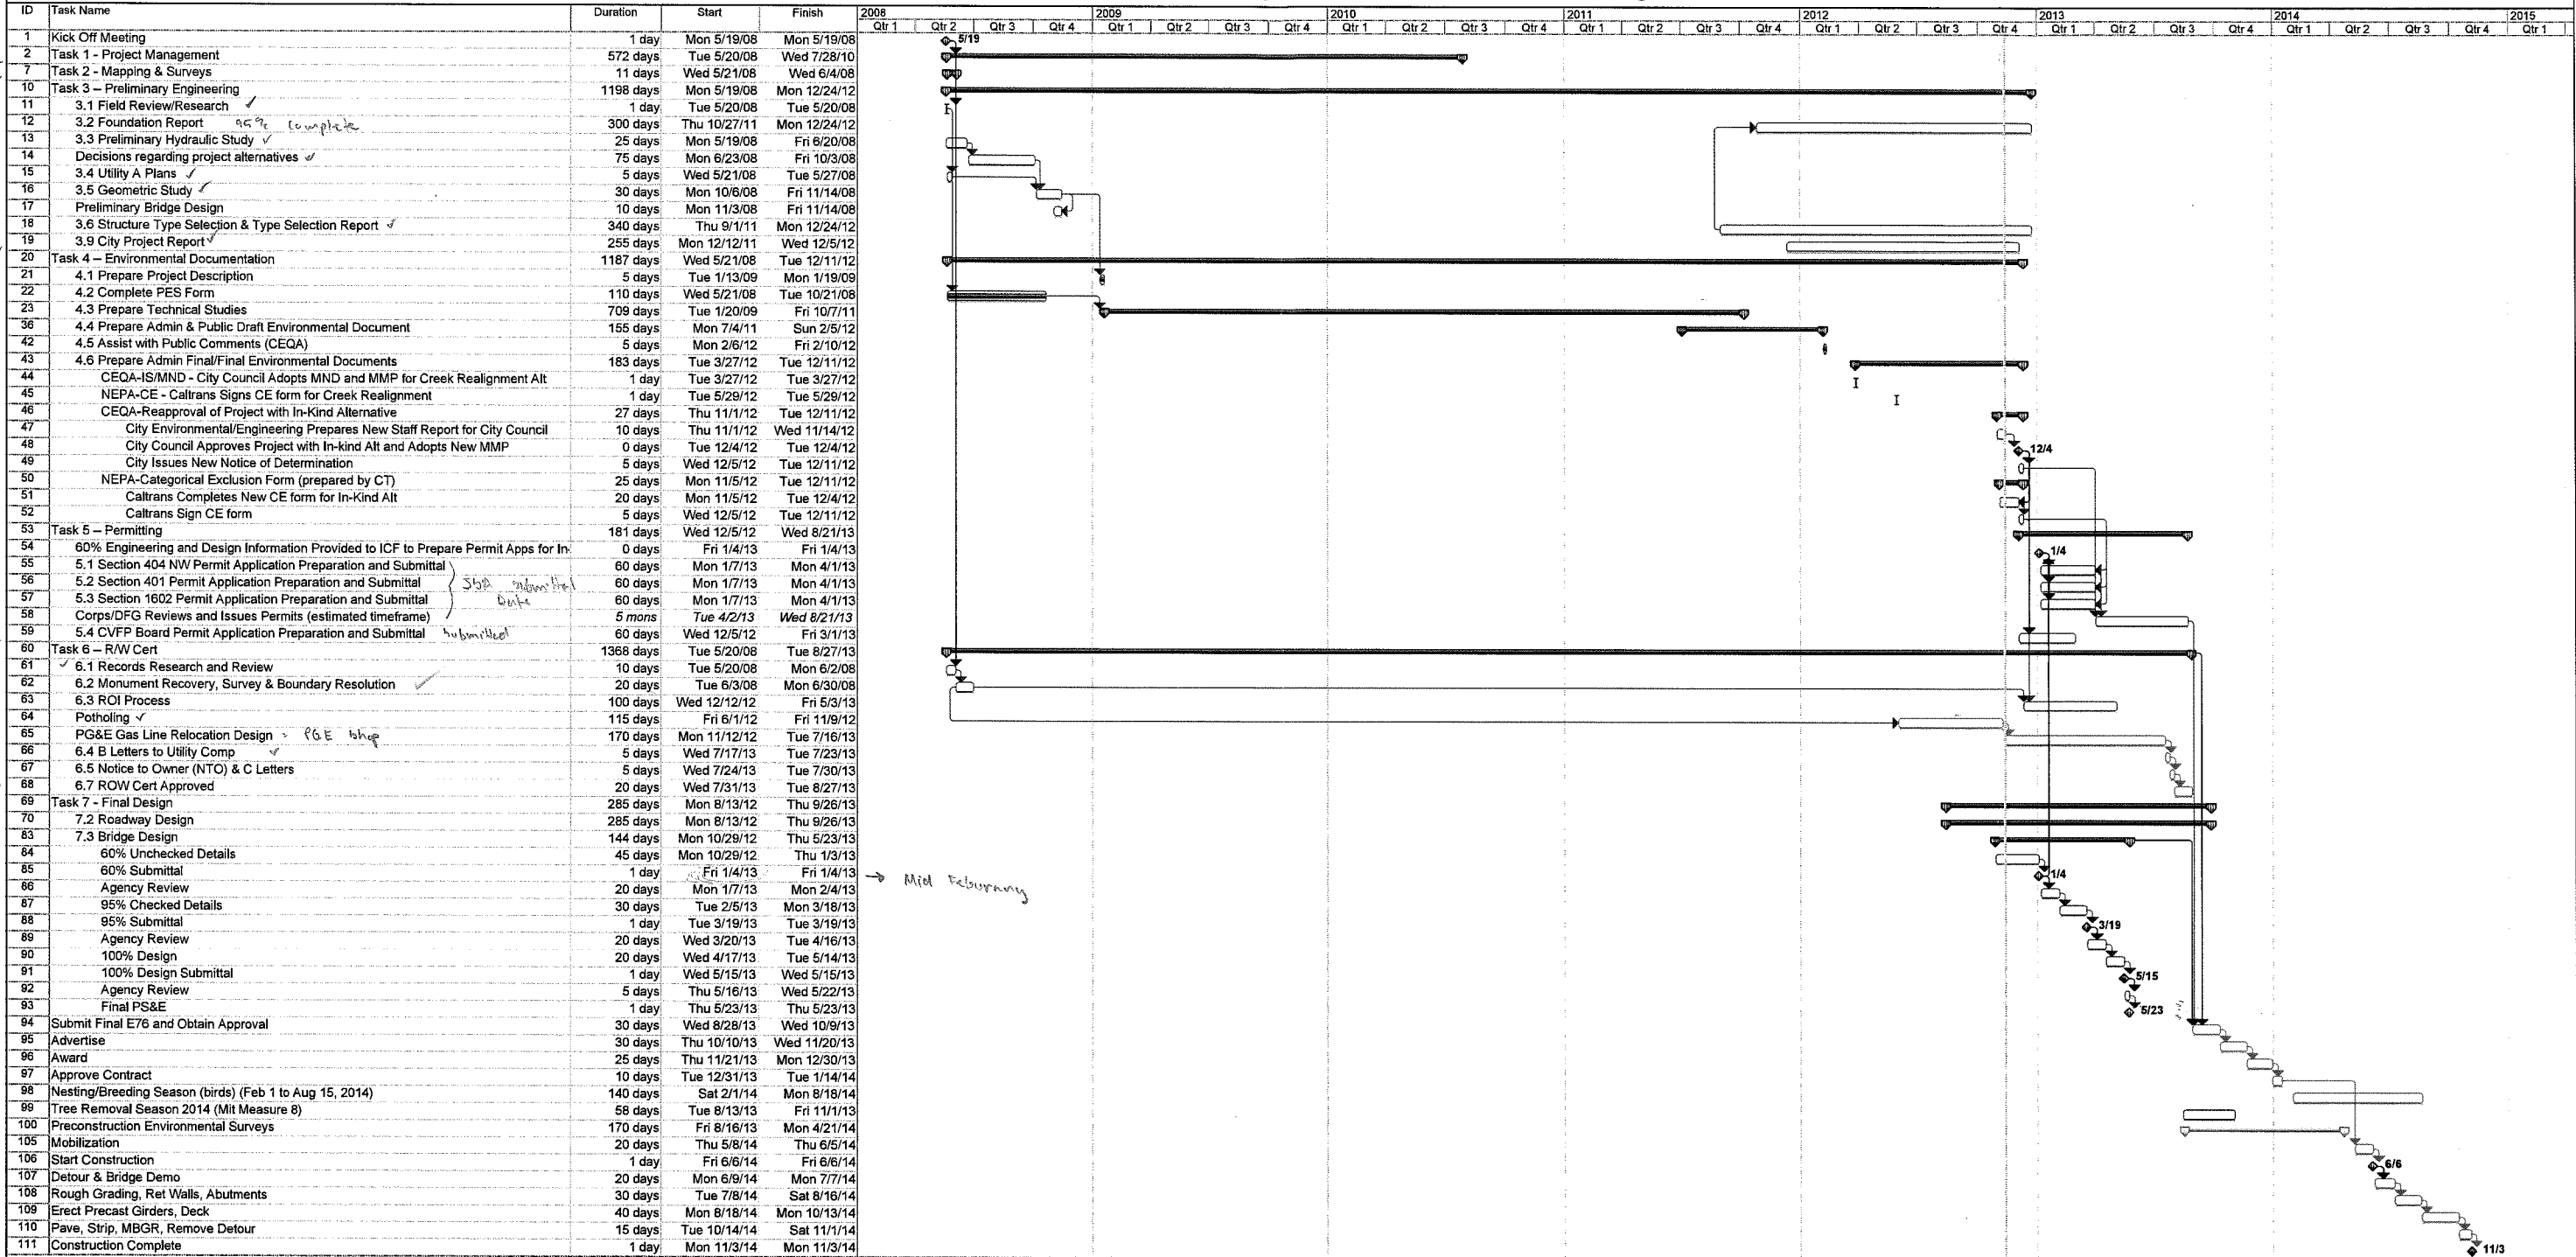 ID Task Name Duration Start Finish 2008 2009 2010 2011 2012 2013 2014 2015
Qtr 1 Qtr 2 Qtr 3 Qtr 4 Qtr 1 Qtr 2 Qtr 3 Qtr 4 Qtr 1 Qtr 2 Qtr 3 Qtr 4 Qtr 1 Qtr 2 Qtr 3 Qtr 4 Qtr 1 Qtr 2 Qtr 3 Qtr 4 Qtr 1 Qtr 2 Qtr 3 Qtr 4 Qtr 1 Qtr 2 Qtr 3 Qtr 4 Qtr 1
1 Kick Off Meeting 1 day Mon 5/19/08 Mon 5/19/08 5/19
2 Task 1 - Project Management 572 days Tue 5/20/08 Wed 7/28/10
7 Task 2 - Mapping & Surveys 11 days Wed 5/21/08 Wed 6/4/08
10 Task 3 – Preliminary Engineering 1198 days Mon 5/19/08 Mon 12/24/12
11 3.1 Field Review/Research ✓ 1 day Tue 5/20/08 Tue 5/20/08
12 3.2 Foundation Report 95% complete 300 days Thu 10/27/11 Mon 12/24/12
13 3.3 Preliminary Hydraulic Study ✓ 25 days Mon 5/19/08 Fri 6/20/08
14 Decisions regarding project alternatives ✓ 75 days Mon 6/23/08 Fri 10/3/08
15 3.4 Utility A Plans ✓ 5 days Wed 5/21/08 Tue 5/27/08
16 3.5 Geometric Study ✓ 30 days Mon 10/6/08 Fri 11/14/08
17 Preliminary Bridge Design 10 days Mon 11/3/08 Fri 11/14/08
18 3.6 Structure Type Selection & Type Selection Report ✓ 340 days Thu 9/1/11 Mon 12/24/12
19 3.9 City Project Report ✓ 255 days Mon 12/12/11 Wed 12/5/12
20 Task 4 – Environmental Documentation 1187 days Wed 5/21/08 Tue 12/11/12
21 4.1 Prepare Project Description 5 days Tue 1/13/09 Mon 1/19/09
22 4.2 Complete PES Form 110 days Wed 5/21/08 Tue 10/21/08
23 4.3 Prepare Technical Studies 709 days Tue 1/20/09 Fri 10/7/11
36 4.4 Prepare Admin & Public Draft Environmental Document 155 days Mon 7/4/11 Sun 2/5/12
42 4.5 Assist with Public Comments (CEQA) 5 days Mon 2/6/12 Fri 2/10/12
43 4.6 Prepare Admin Final/Final Environmental Documents 183 days Tue 3/27/12 Tue 12/11/12
44 CEQA-IS/MND - City Council Adopts MND and MMP for Creek Realignment Alt 1 day Tue 3/27/12 Tue 3/27/12
45 NEPA-CE - Caltrans Signs CE form for Creek Realignment 1 day Tue 5/29/12 Tue 5/29/12
46 CEQA-Reapproval of Project with In-Kind Alternative 27 days Thu 11/1/12 Tue 12/11/12
47 City Environmental/Engineering Prepares New Staff Report for City Council 10 days Thu 11/1/12 Wed 11/14/12
48 City Council Approves Project with In-kind Alt and Adopts New MMP 0 days Tue 12/4/12 Tue 12/4/12 12/4
49 City Issues New Notice of Determination 5 days Wed 12/5/12 Tue 12/11/12
50 NEPA-Categorical Exclusion Form (prepared by CT) 25 days Mon 11/5/12 Tue 12/11/12
51 Caltrans Completes New CE form for In-Kind Alt 20 days Mon 11/5/12 Tue 12/4/12
52 Caltrans Sign CE form 5 days Wed 12/5/12 Tue 12/11/12
53 Task 5 – Permitting 181 days Wed 12/5/12 Wed 8/21/13
54 60% Engineering and Design Information Provided to ICF to Prepare Permit Apps for In- 0 days Fri 1/4/13 Fri 1/4/13 1/4
55 5.1 Section 404 NW Permit Application Preparation and Submittal 60 days Mon 1/7/13 Mon 4/1/13
56 5.2 Section 401 Permit Application Preparation and Submittal submittal 60 days Mon 1/7/13 Mon 4/1/13
57 5.3 Section 1602 Permit Application Preparation and Submittal Date 60 days Mon 1/7/13 Mon 4/1/13
58 Corps/DFG Reviews and Issues Permits (estimated timeframe) 5 mons Tue 4/2/13 Wed 8/21/13
59 5.4 CVFP Board Permit Application Preparation and Submittal Submitted 60 days Wed 12/5/12 Fri 3/1/13
60 Task 6 – R/W Cert 1368 days Tue 5/20/08 Tue 8/27/13
61 ✓ 6.1 Records Research and Review 10 days Tue 5/20/08 Mon 6/2/08
62 6.2 Monument Recovery, Survey & Boundary Resolution ✓ 20 days Tue 6/3/08 Mon 6/30/08
63 6.3 ROI Process 100 days Wed 12/12/12 Fri 5/3/13
64 Potholing ✓ 115 days Fri 6/1/12 Fri 11/9/12
65 PG&E Gas Line Relocation Design - PGE 170 days Mon 11/12/12 Tue 7/16/13
66 6.4 B Letters to Utility Comp ✓ 5 days Wed 7/17/13 Tue 7/23/13
67 6.5 Notice to Owner (NTO) & C Letters 5 days Wed 7/24/13 Tue 7/30/13
68 6.7 ROW Cert Approved 20 days Wed 7/31/13 Tue 8/27/13
69 Task 7 - Final Design 285 days Mon 8/13/12 Thu 9/26/13
70 7.2 Roadway Design 285 days Mon 8/13/12 Thu 9/26/13
83 7.3 Bridge Design 144 days Mon 10/29/12 Thu 5/23/13
84 60% Unchecked Details 45 days Mon 10/29/12 Thu 1/3/13
85 60% Submittal 1 day Fri 1/4/13 Fri 1/4/13 → Mid Feburary 1/4
86 Agency Review 20 days Mon 1/7/13 Mon 2/4/13
87 95% Checked Details 30 days Tue 2/5/13 Mon 3/18/13
88 95% Submittal 1 day Tue 3/19/13 Tue 3/19/13 3/19
89 Agency Review 20 days Wed 3/20/13 Tue 4/16/13
90 100% Design 20 days Wed 4/17/13 Tue 5/14/13
91 100% Design Submittal 1 day Wed 5/15/13 Wed 5/15/13 5/15
92 Agency Review 5 days Thu 5/16/13 Wed 5/22/13
93 Final PS&E 1 day Thu 5/23/13 Thu 5/23/13 5/23
94 Submit Final E76 and Obtain Approval 30 days Wed 8/28/13 Wed 10/9/13
95 Advertise 30 days Thu 10/10/13 Wed 11/20/13
96 Award 25 days Thu 11/21/13 Mon 12/30/13
97 Approve Contract 10 days Tue 12/31/13 Tue 1/14/14
98 Nesting/Breeding Season (birds) (Feb 1 to Aug 15, 2014) 140 days Sat 2/1/14 Mon 8/18/14
99 Tree Removal Season 2014 (Mit Measure 8) 58 days Tue 8/13/13 Fri 11/1/13
100 Preconstruction Environmental Surveys 170 days Fri 8/16/13 Mon 4/21/14
105 Mobilization 20 days Thu 5/8/14 Thu 6/5/14
106 Start Construction 1 day Fri 6/6/14 Fri 6/6/14 6/6
107 Detour & Bridge Demo 20 days Mon 6/9/14 Mon 7/7/14
108 Rough Grading, Ret Walls, Abutments 30 days Tue 7/8/14 Sat 8/16/14
109 Erect Precast Girders, Deck 40 days Mon 8/18/14 Mon 10/13/14
110 Pave, Strip, MBGR, Remove Detour 15 days Tue 10/14/14 Sat 11/1/14
111 Construction Complete 1 day Mon 11/3/14 Mon 11/3/14 11/3